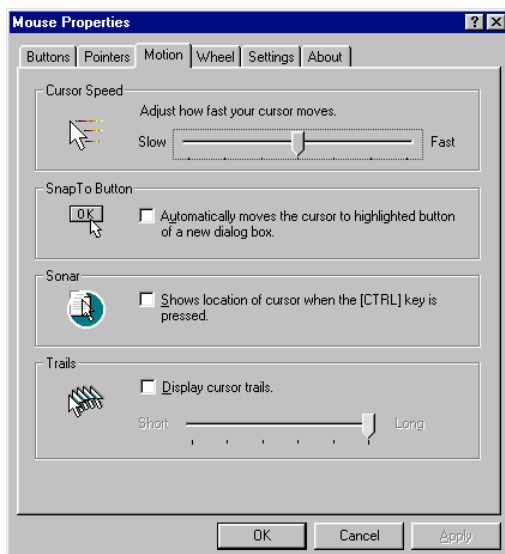 Mouse Properties
Buttons Pointers Motion Wheel Settings About
Cursor Speed
Adjust how fast your cursor moves.
Slow Fast
SnapTo Button
OK
Automatically moves the cursor to highlighted button
of a new dialog box.
Sonar
Shows location of cursor when the [CTRL] key is
pressed.
Trails
Display cursor trails.
Short Long
OK Cancel Apply